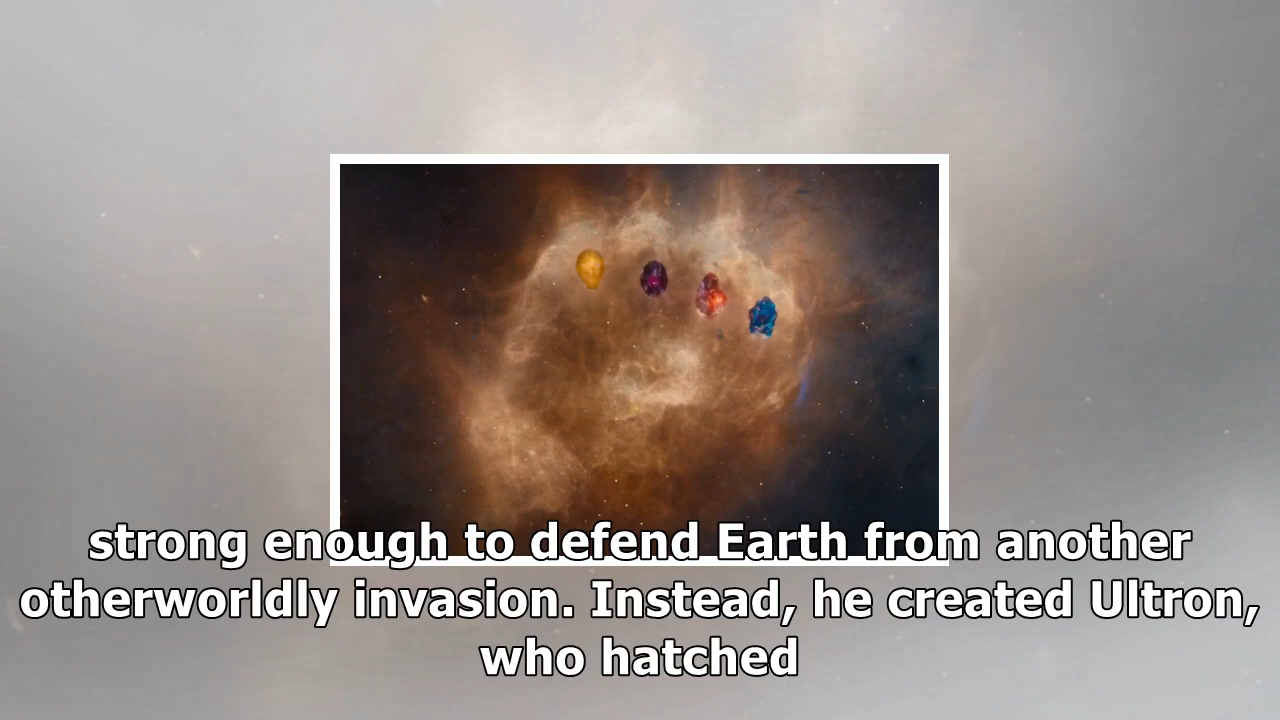 strong enough to defend Earth from another
otherworldly invasion. Instead, he created Ultron,
who hatched